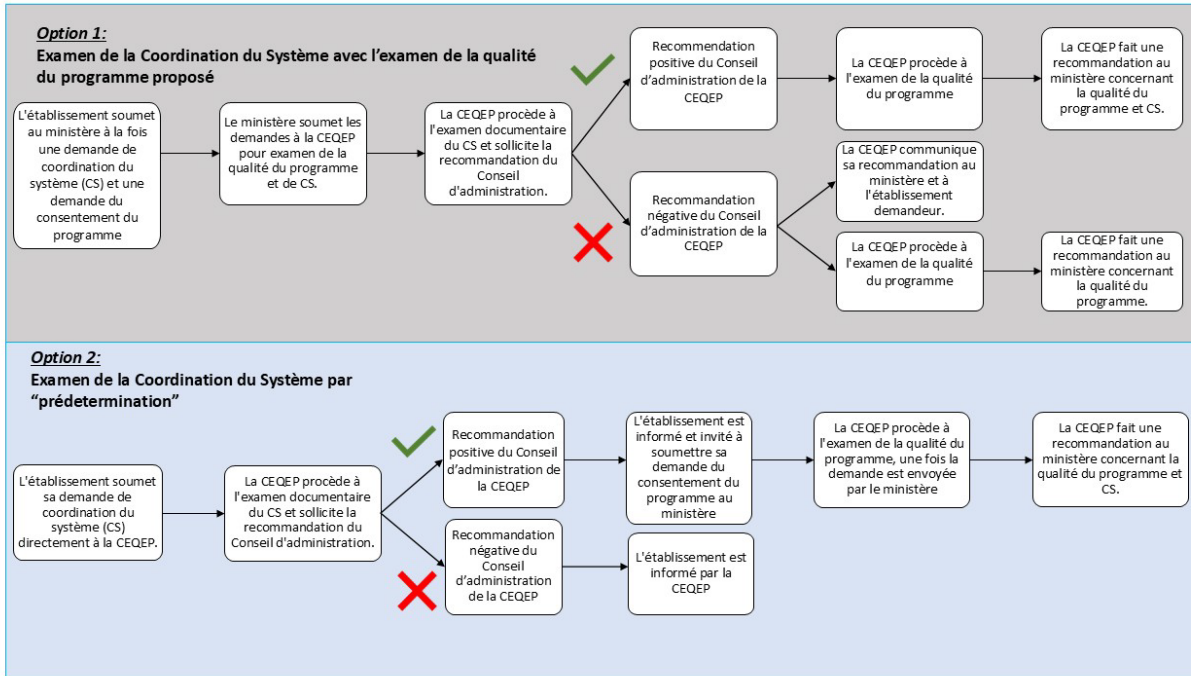 Option 1:
Examen de la Coordination du Système avec l'examen de la qualité
du programme proposé
L'établissement soumet
au ministère à la fois
une demande de
coordination du
système (CS) et une
demande du
consentement du
programme
Le ministère soumet les
demandes à la CEQEP
pour examen de la
qualité du programme
et de CS.
La CEQEP procède à
l'examen documentaire
du CS et sollicite la
recommandation du
Conseil
d'administration.
Recommendation
positive du Conseil
d'administration de la
CEQEP
La CEQEP procède à
l'examen de la qualité
du programme
La CEQEP fait une
recommandation au
ministère concernant
la qualité du
programme et CS.
Recommandation
négative du Conseil
d'administration de la
CEQEP
La CEQEP communique
sa recommandation au
ministère et à
l'établissement
demandeur.
La CEQEP procède à
l'examen de la qualité
du programme
La CEQEP fait une
recommandation au
ministère concernant
la qualité du
programme.
Option 2:
Examen de la Coordination du Système par
“prédetermination”
L'établissement soumet
sa demande de
coordination du
système (CS)
directement à la CEQEP.
La CEQEP procède à
l'examen documentaire
du CS et sollicite la
recommandation du
Conseil d'administration.
Recommandation
positive du Conseil
d'administration de
la CEQEP
L'établissement est
informé et invité à
soumettre sa
demande du
consentement du
programme au
ministère
La CEQEP procède à
l'examen de la qualité du
programme, une fois la
demande est envoyée
par le ministère
La CEQEP fait une
recommandation au
ministère concernant la
qualité du programme et
CS.
Recommandation
négative du
Conseil
d'administration
de la CEQEP
L'établissement est
informé par la
CEQEP